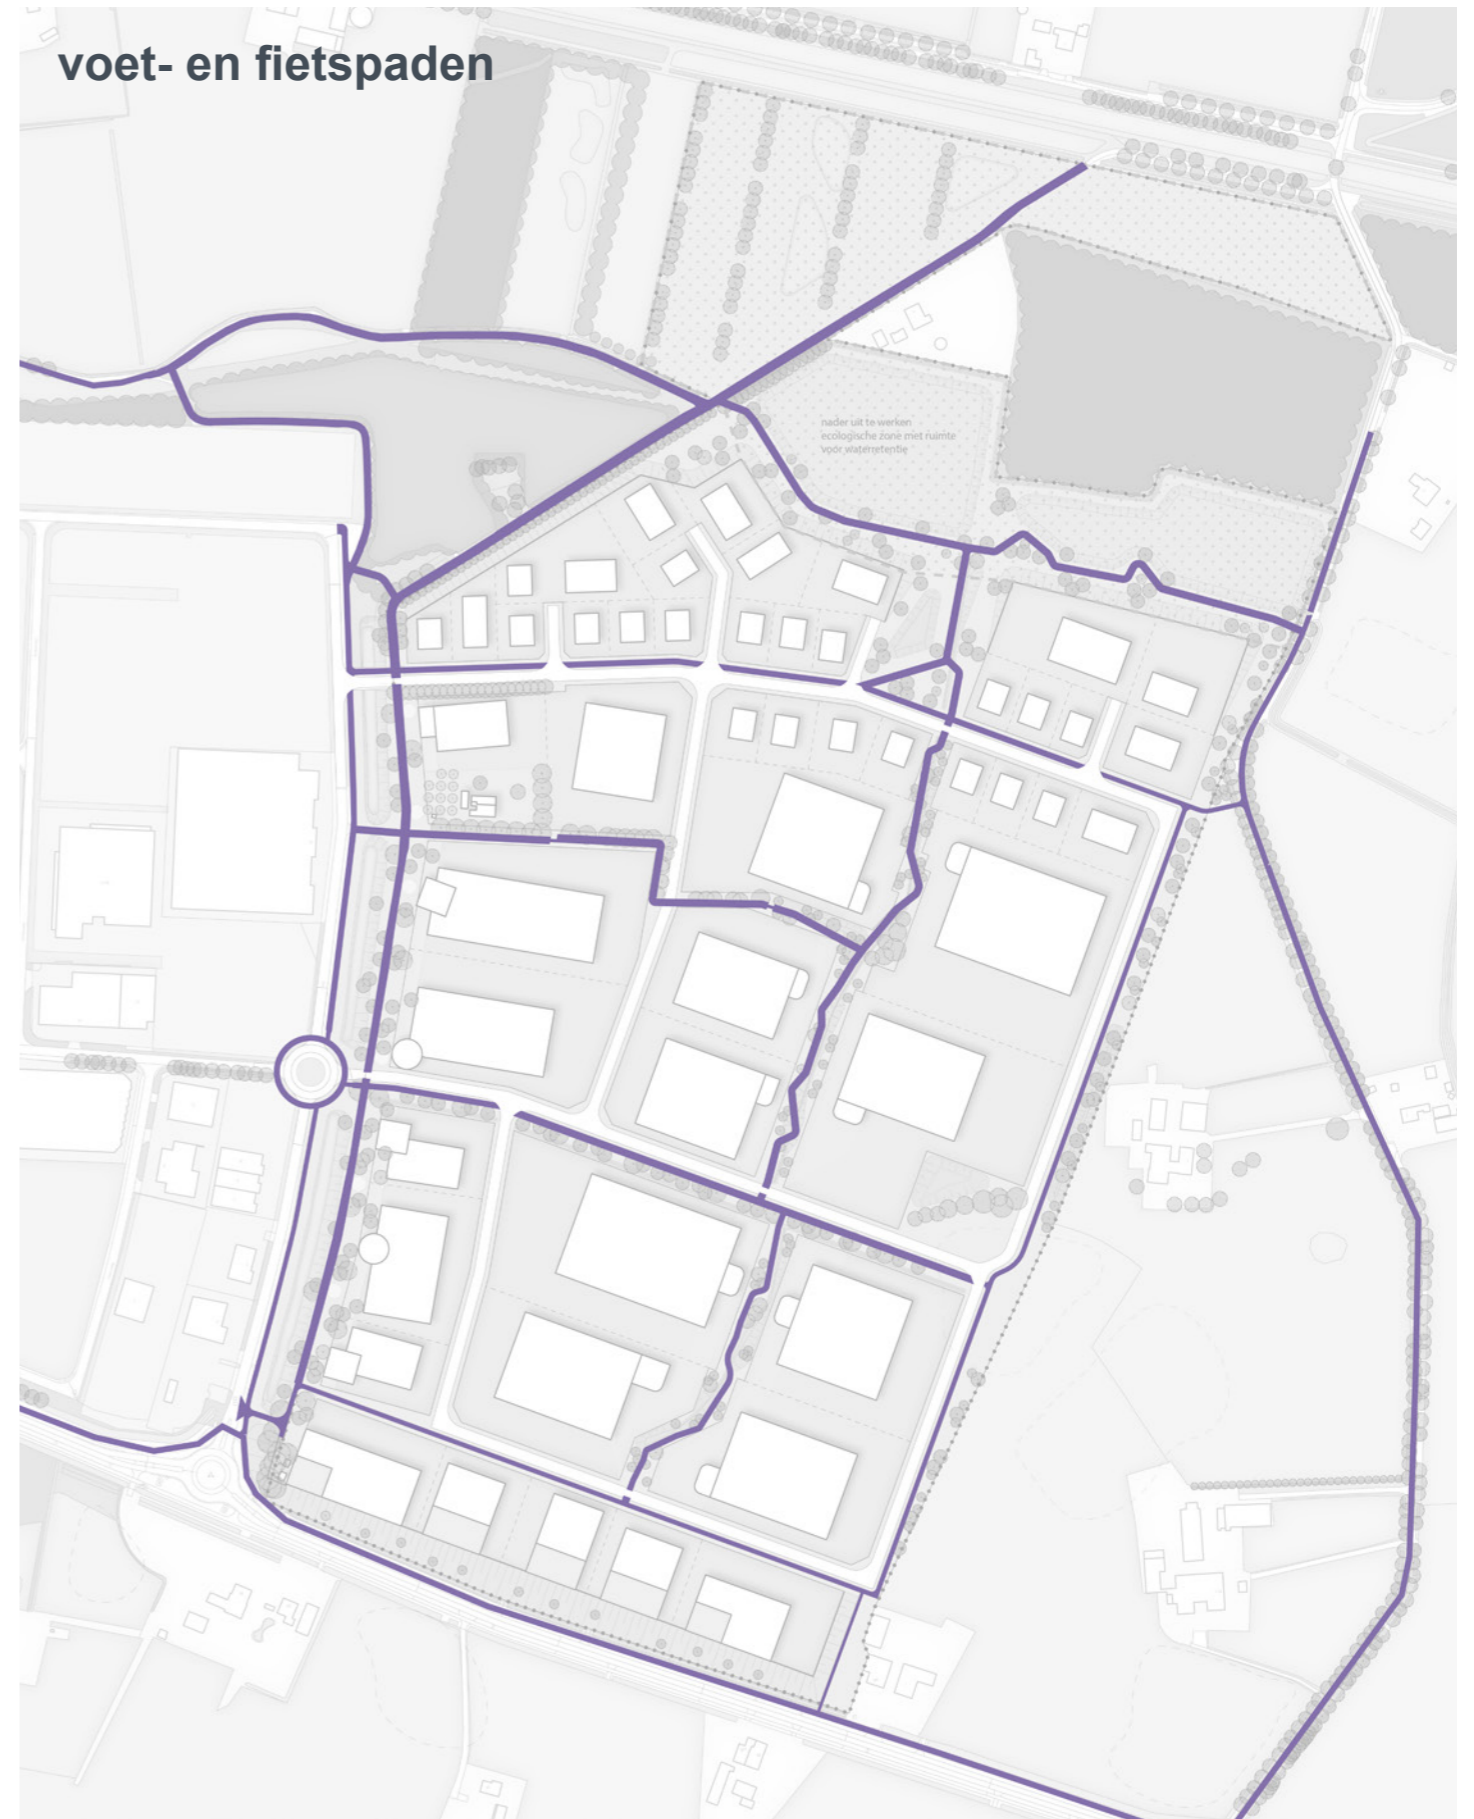 voet- en fietspaden
nader uit te werken
ecologische zone met ruimte
voor waterretentie